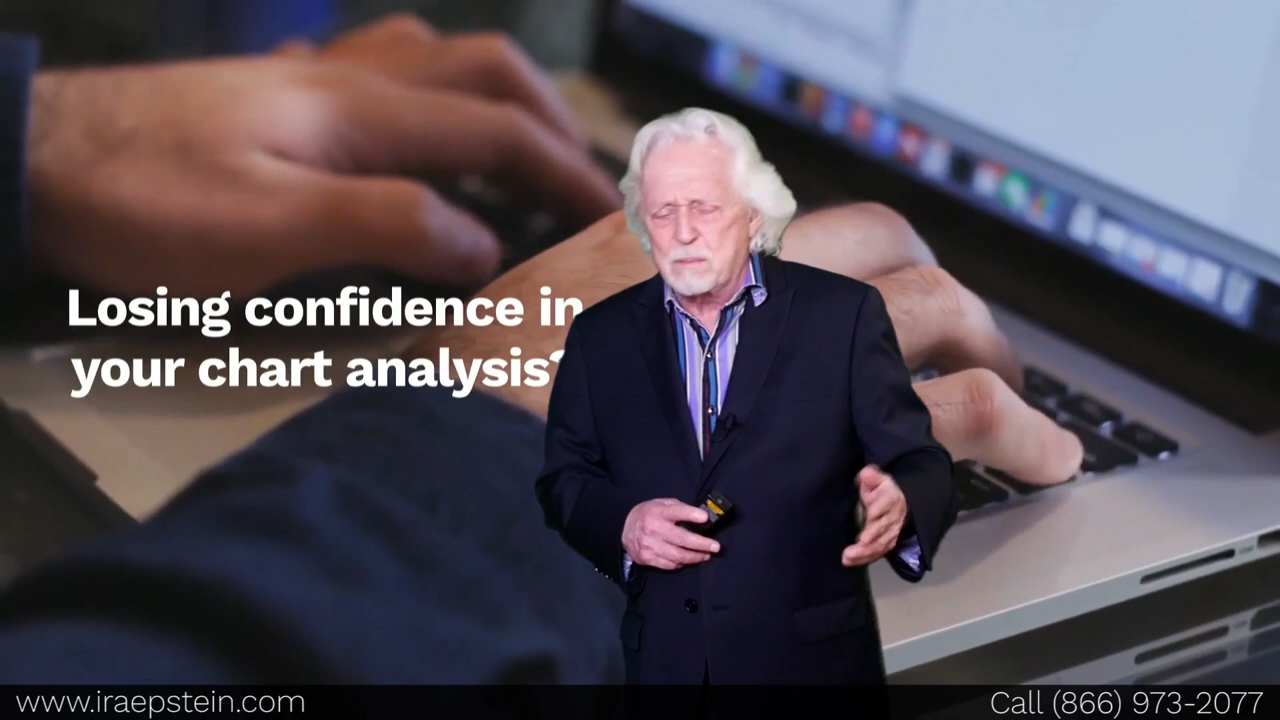 Losing confidence in
your chart analysis?
www.iraepstein.com
Call (866) 973-2077